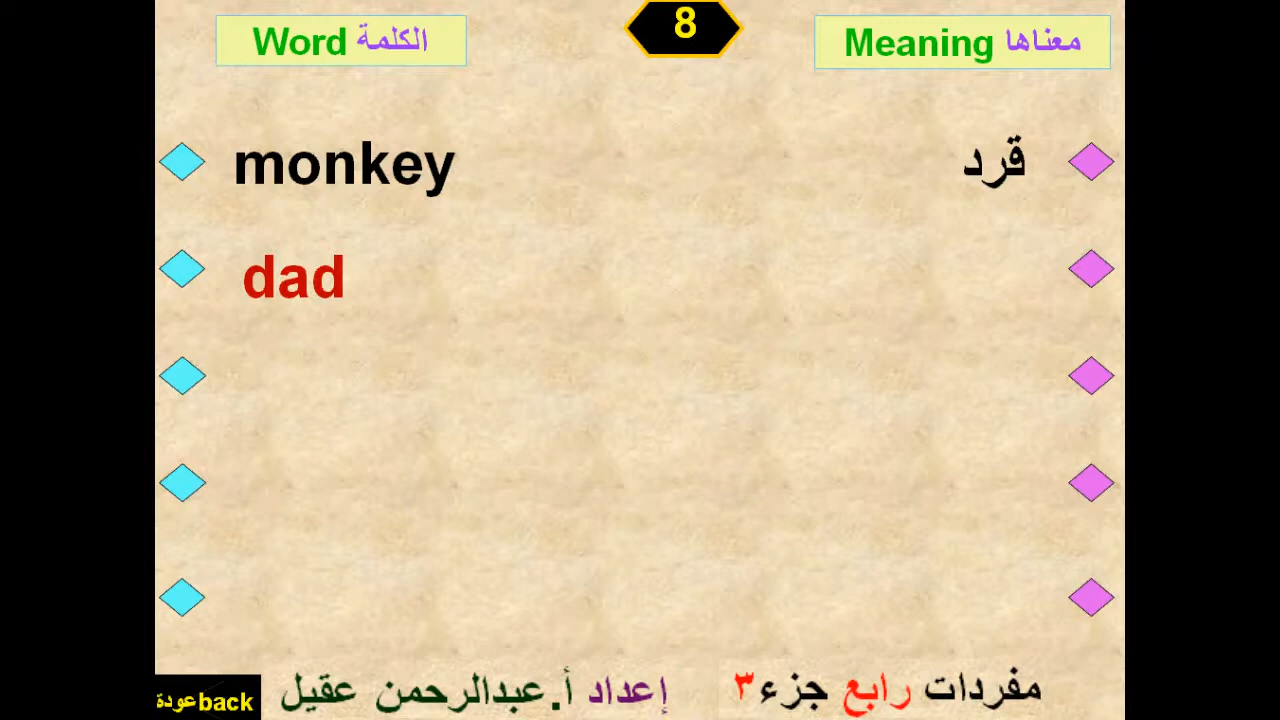 Word الكلمة
8
Meaning معناها
monkey
قرد
dad
مفردات رابع جزء٣
إعداد أ.عبدالرحمن عقيل
عودة back